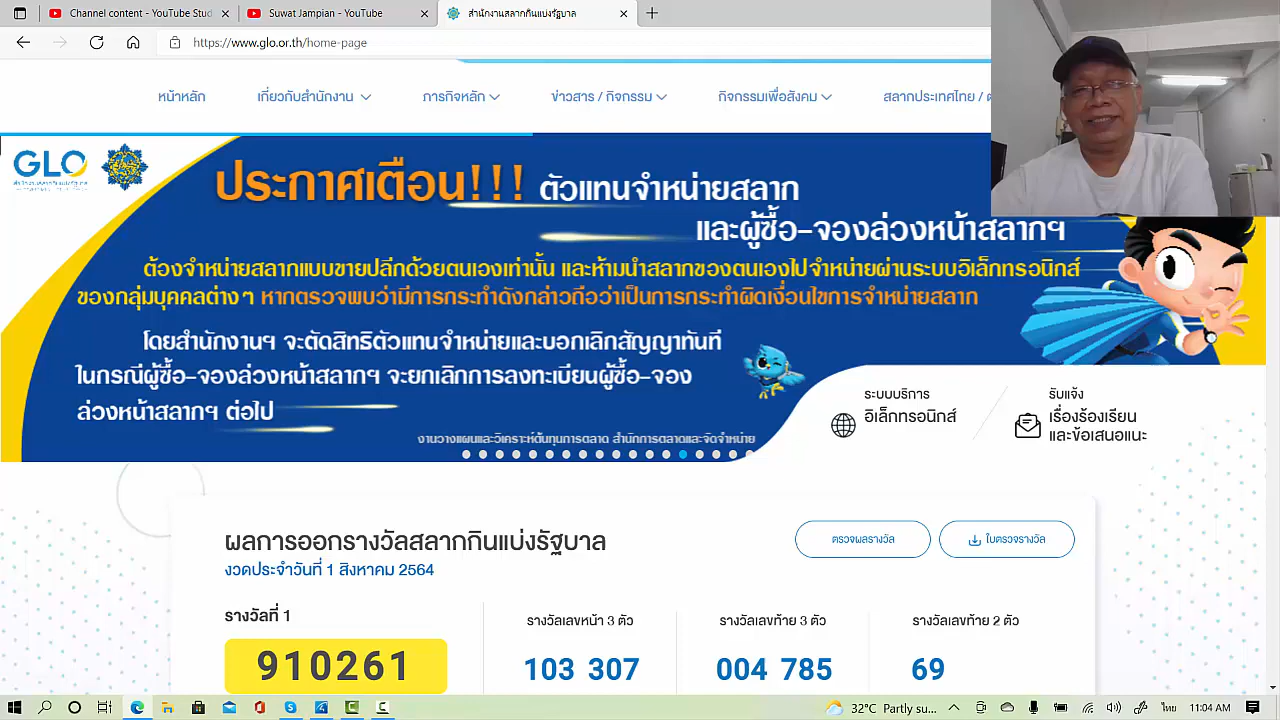 Channel content - YouTube Stud
Suwat Jampian - YouTube
สำนักงานสลากกินแบ่งรัฐบาล
https://www.glo.or.th/home-page
หน้าหลัก
เกี่ยวกับสำนักงาน
ภารกิจหลัก
ข่าวสาร / กิจกรรม
กิจกรรมเพื่อสังคม
สลากประเทศไทย /
GLO
ประกาศเตือน!!! ตัวแทนจำหน่ายสลาก
และผู้ซื้อ-จองล่วงหน้าสลากฯ
ต้องจำหน่ายสลากแบบขายปลีกด้วยตนเองเท่านั้น และห้ามนำสลากของตนเองไปจำหน่ายผ่านระบบอิเล็กทรอนิกส์
ของกลุ่มบุคคลต่างๆ หากตรวจพบว่ามีการกระทำดังกล่าวถือว่าเป็นการกระทำผิดเงื่อนไขการจำหน่ายสลาก
โดยสำนักงานฯ จะตัดสิทธิตัวแทนจำหน่ายและบอกเลิกสัญญาทันที
ในกรณีผู้ซื้อ-จองล่วงหน้าสลากฯ จะยกเลิกการลงทะเบียนผู้ซื้อ-จอง
ล่วงหน้าสลากฯ ต่อไป
งานวางแผนและวิเคราะห์ต้นทุนการตลาด สำนักการตลาดและจัดจำหน่าย
ระบบบริการ
อิเล็กทรอนิกส์
รับแจ้ง
เรื่องร้องเรียน
และข้อเสนอแนะ
ผลการออกรางวัลสลากกินแบ่งรัฐบาล
งวดประจำวันที่ 1 สิงหาคม 2564
ตรวจผลรางวัล
ใบตรวจรางวัล
รางวัลที่ 1
910261
รางวัลเลขหน้า 3 ตัว
103 307
รางวัลเลขท้าย 3 ตัว
004 785
รางวัลเลขท้าย 2 ตัว
69
32°C Partly su...
ไทย
11:04 AM